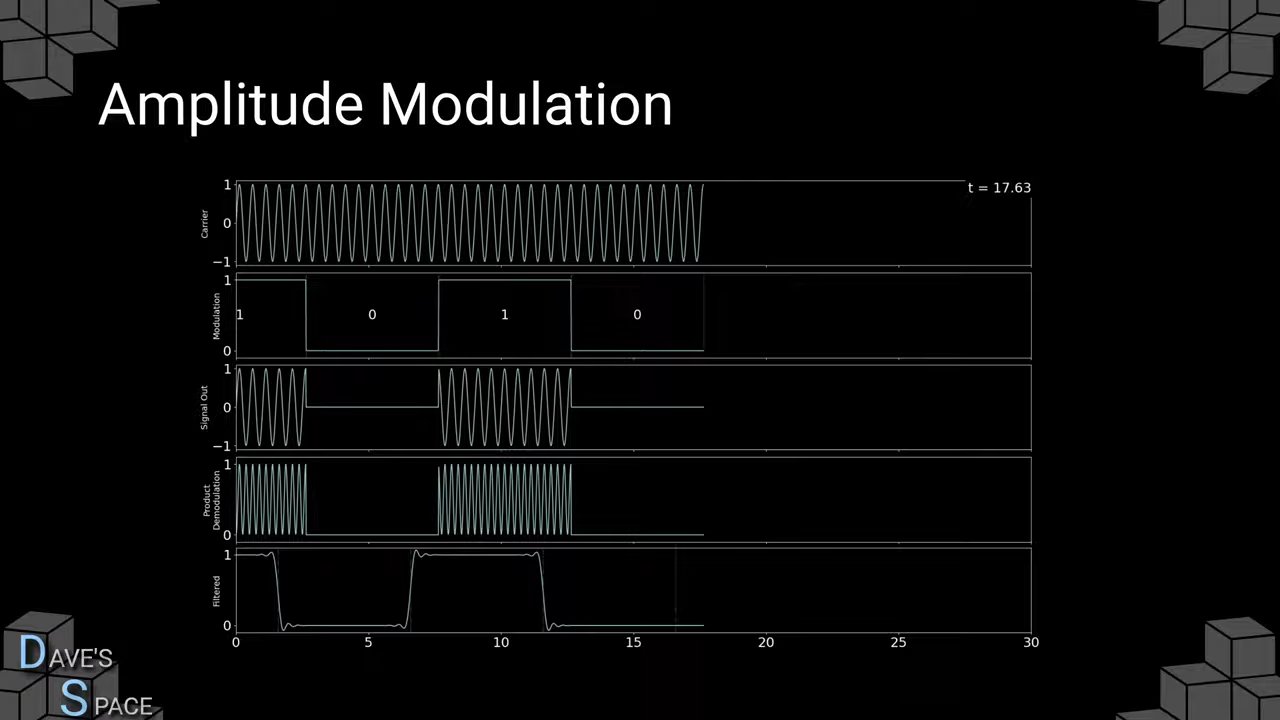 Amplitude Modulation
t = 17.63
1
0
−1
Carrier
1
0
Modulation
1 0 1 0
1
0
−1
Signal Out
1
0
Product
Demodulation
1
0
Filtered
0 5 10 15 20 25 30
DAVE'S
SPACE